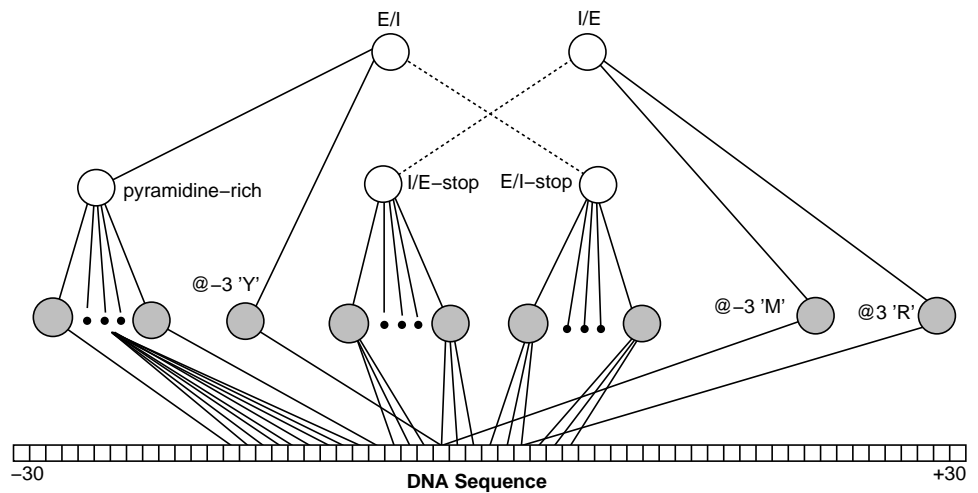 E/I
I/E
pyramidine−rich
I/E−stop
E/I−stop
@−3 'Y'
@−3 'M'
@3 'R'
−30
+30
DNA Sequence